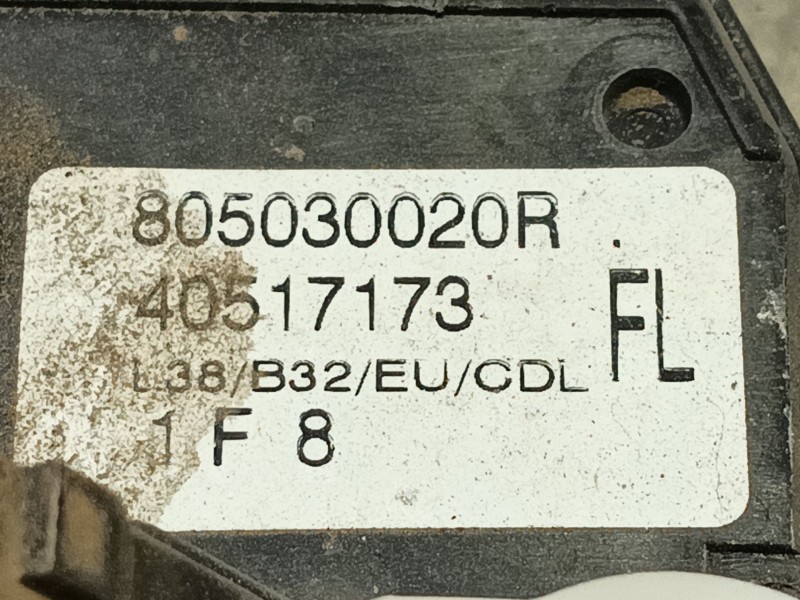 805030020R
40517173
L38/B32/EU/CDL
FL
1 F 8